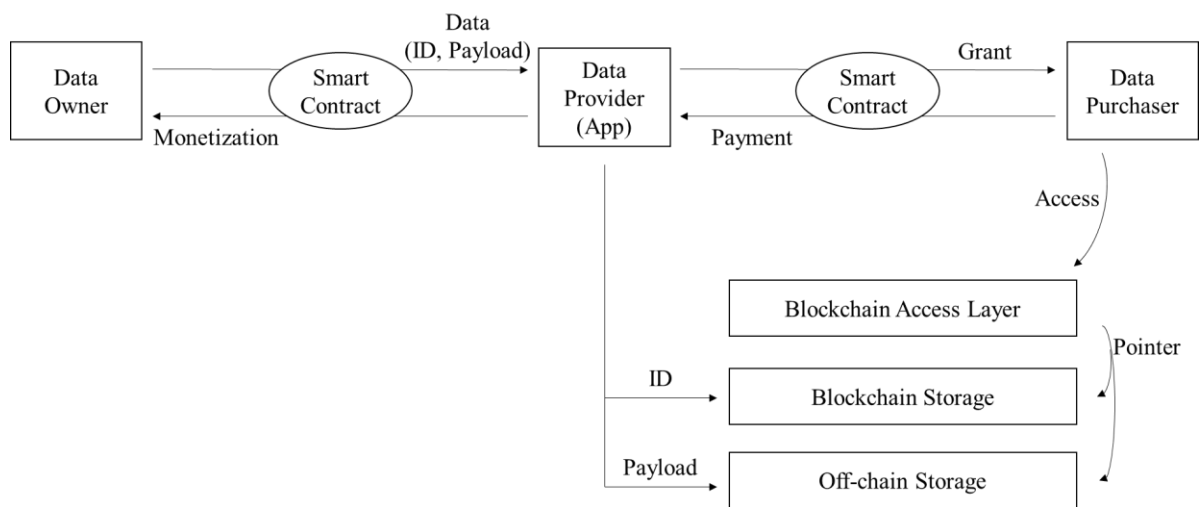 Data
(ID, Payload)
Grant
Data
Owner
Smart
Contract
Data
Provider
(App)
Smart
Contract
Data
Purchaser
Monetization
Payment
Access
Blockchain Access Layer
Pointer
ID
Blockchain Storage
Payload
Off-chain Storage